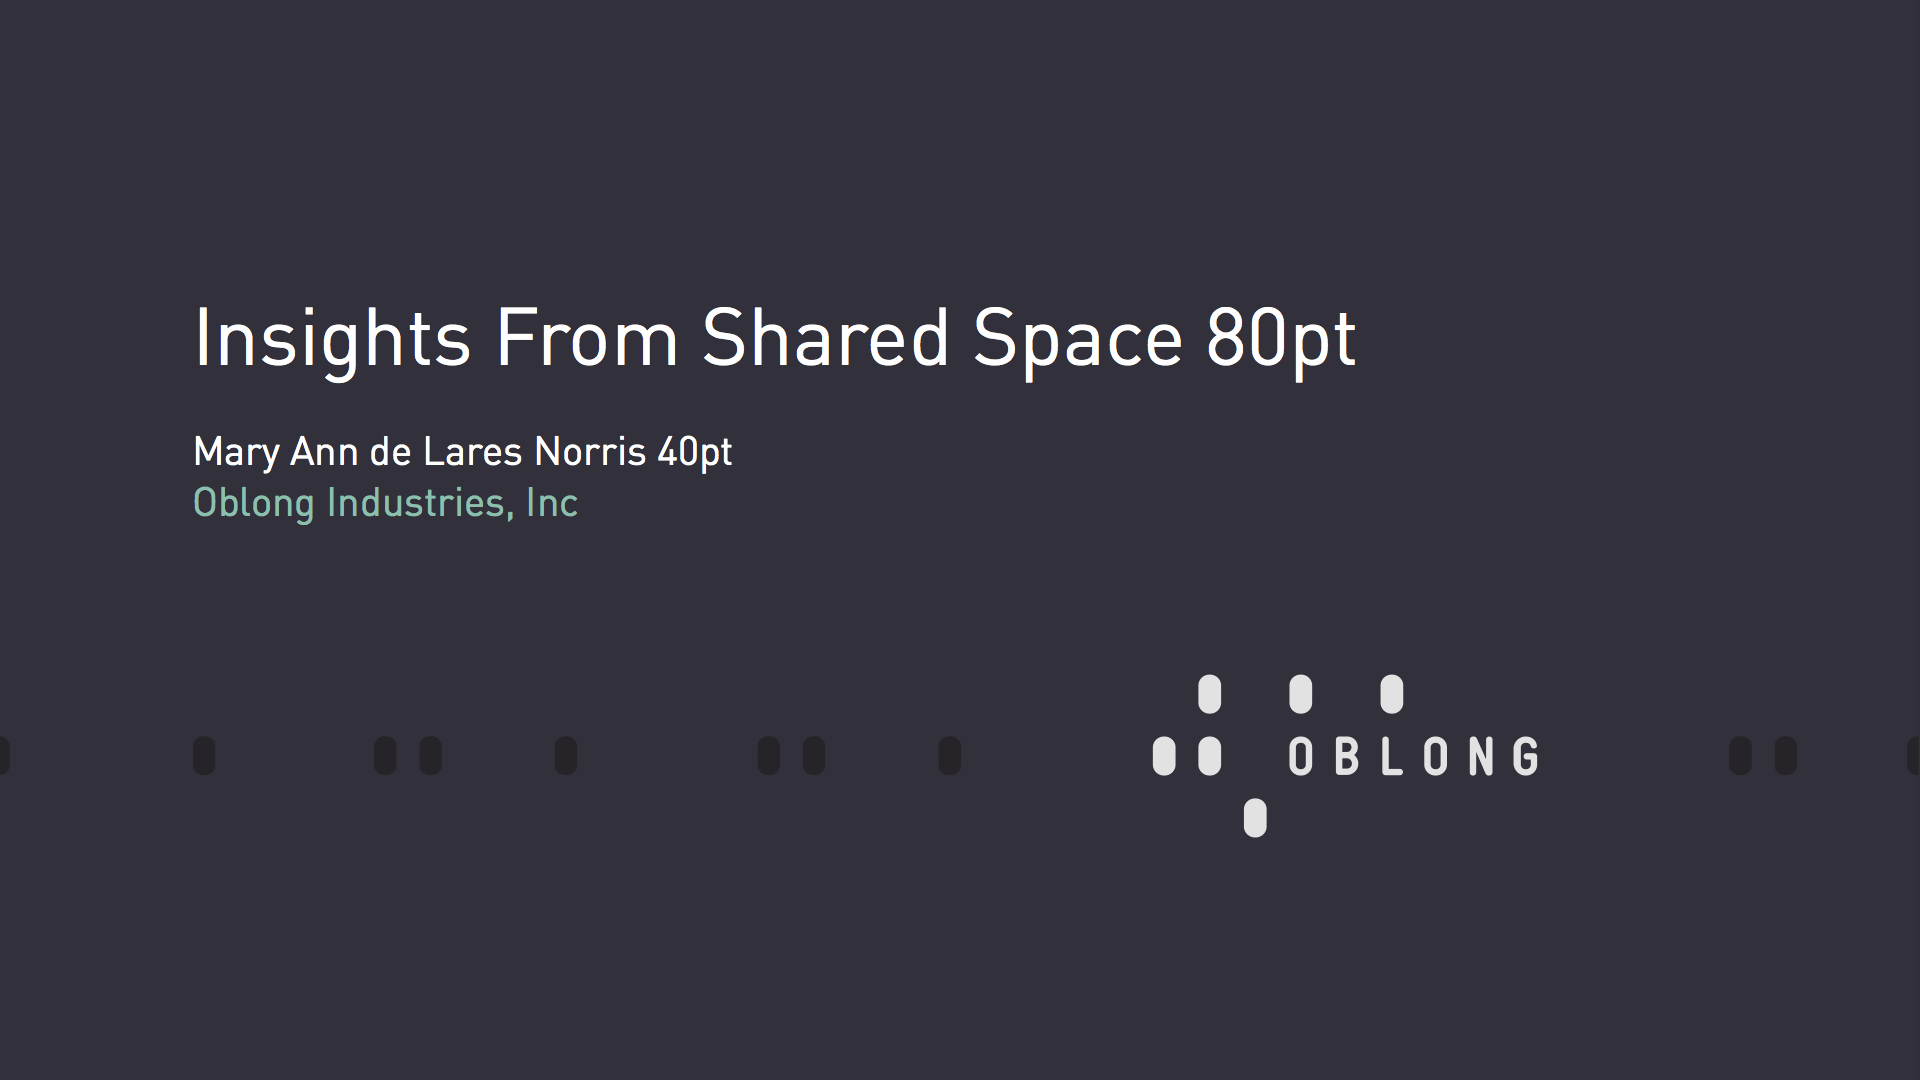 Insights From Shared Space 80pt
Mary Ann de Lares Norris 40pt
Oblong Industries, Inc
OBLONG